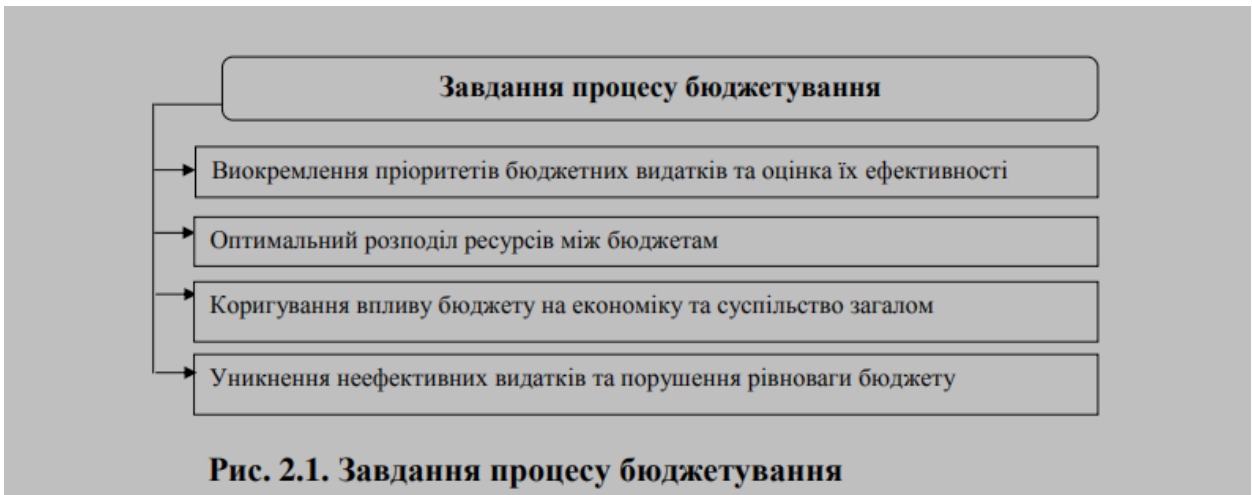 Завдання процесу бюджетування
Виокремлення пріоритетів бюджетних видатків та оцінка їх ефективності
Оптимальний розподіл ресурсів між бюджетам
Коригування впливу бюджету на економіку та суспільство загалом
Уникнення неефективних видатків та порушення рівноваги бюджету
Рис. 2.1. Завдання процесу бюджетування